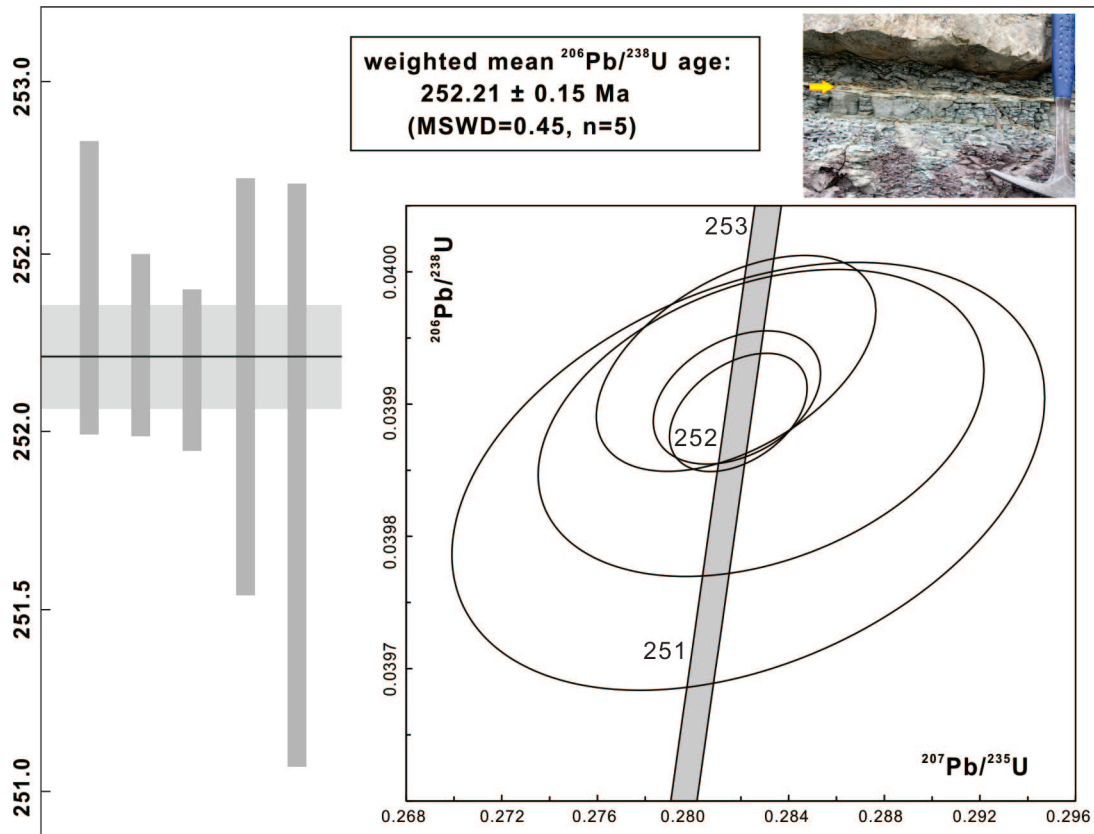 253.0
252.5
252.0
251.5
251.0
weighted mean ²⁰⁶Pb/²³⁸U age:
252.21 ± 0.15 Ma
(MSWD=0.45, n=5)
²⁰⁶Pb/²³⁸U
0.0400
0.0399
0.0398
0.0397
253
252
251
²⁰⁷Pb/²³⁵U
0.268 0.272 0.276 0.280 0.284 0.288 0.292 0.296